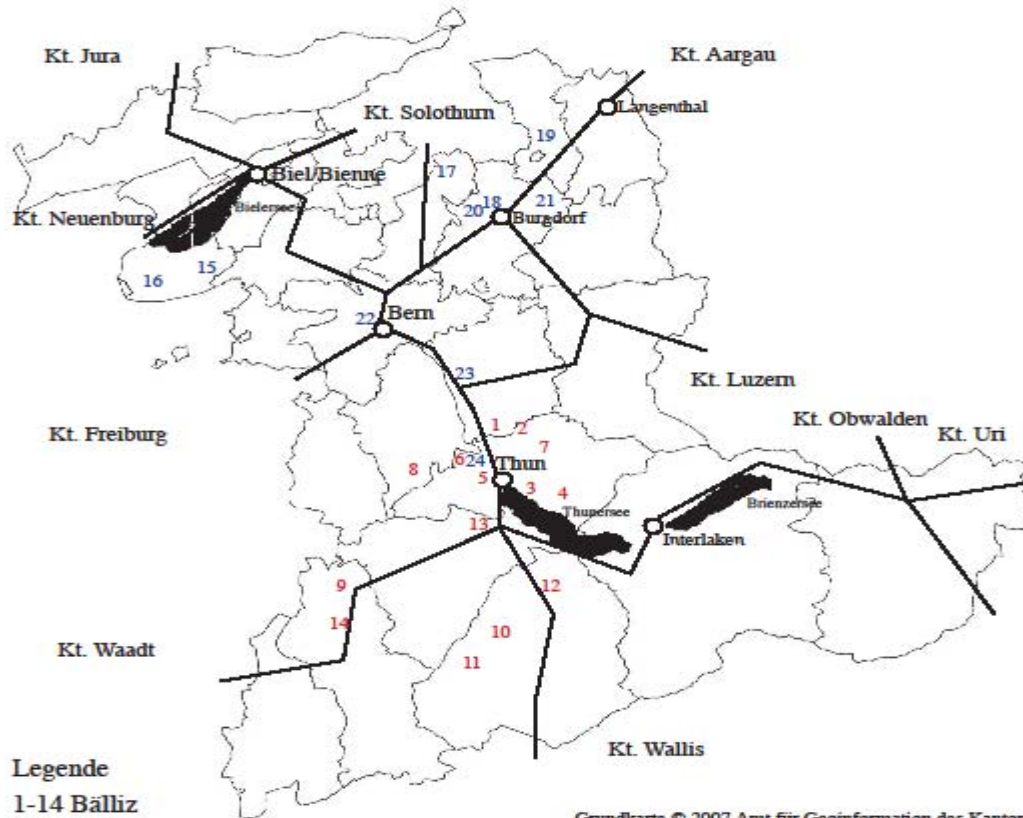 Kt. Jura
Kt. Aargau
Langenthal
Kt. Solothurn
19
17
Biel/Bienne
18
21
Bielersee
20
Kt. Neuenburg
Burgdorf
15
16
Bern
22
23
Kt. Luzern
Kt. Obwalden
1
2
Kt. Freiburg
Kt. Uri
7
6
24
Thun
8
5
3
4
Thunersee
Brienzersee
13
Interlaken
9
12
14
10
Kt. Waadt
11
Kt. Wallis
Legende
1-14 Bälliz